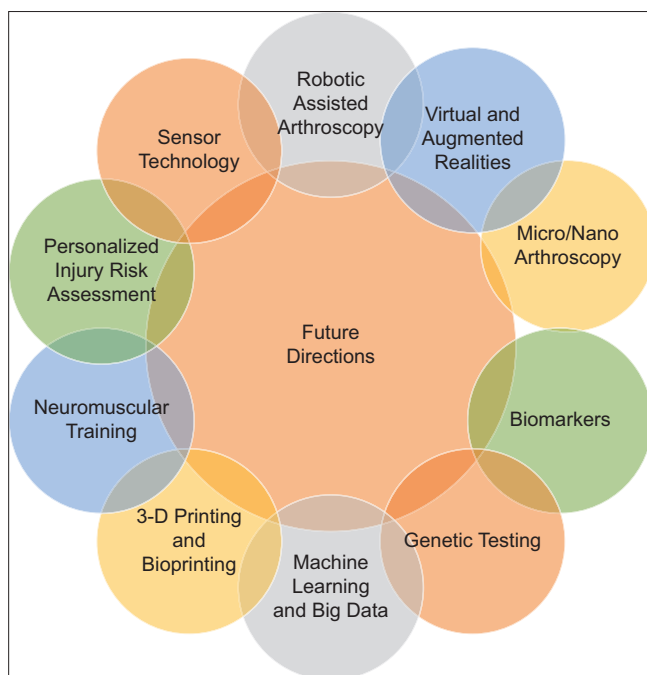 Robotic
Assisted
Arthroscopy
Virtual and
Augmented
Realities
Micro/Nano
Arthroscopy
Biomarkers
Genetic Testing
Machine
Learning
and Big Data
3-D Printing
and
Bioprinting
Neuromuscular
Training
Personalized
Injury Risk
Assessment
Sensor
Technology
Future
Directions